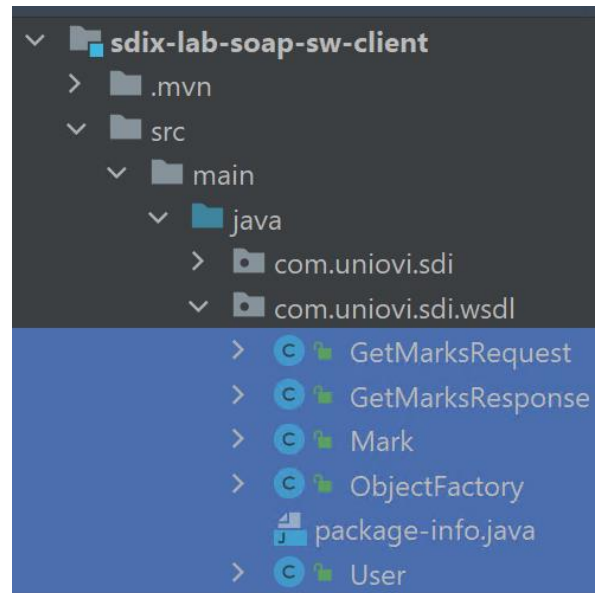 sdix-lab-soap-sw-client
.mvn
src
main
java
com.uniovi.sdi
com.uniovi.sdi.wsdl
C GetMarksRequest
C GetMarksResponse
C Mark
C ObjectFactory
J package-info.java
C User